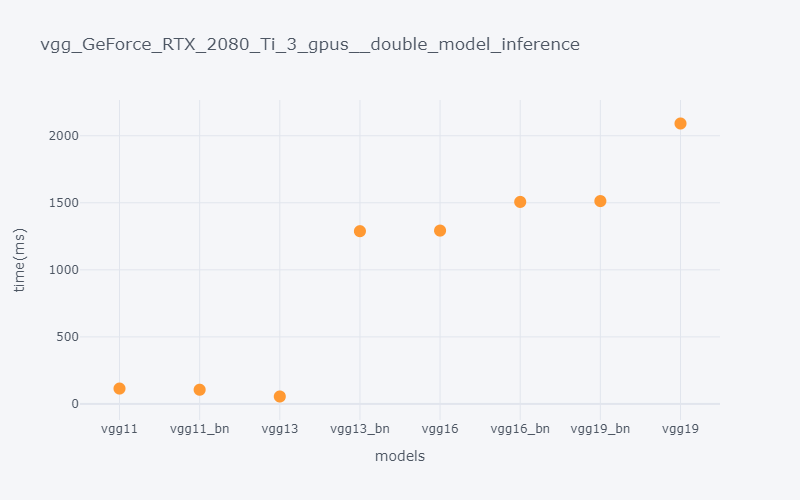 vgg_GeForce_RTX_2080_Ti_3_gpus__double_model_inference
2000
1500
1000
500
0
time(ms)
vgg11 vgg11_bn vgg13 vgg13_bn vgg16 vgg16_bn vgg19_bn vgg19
models